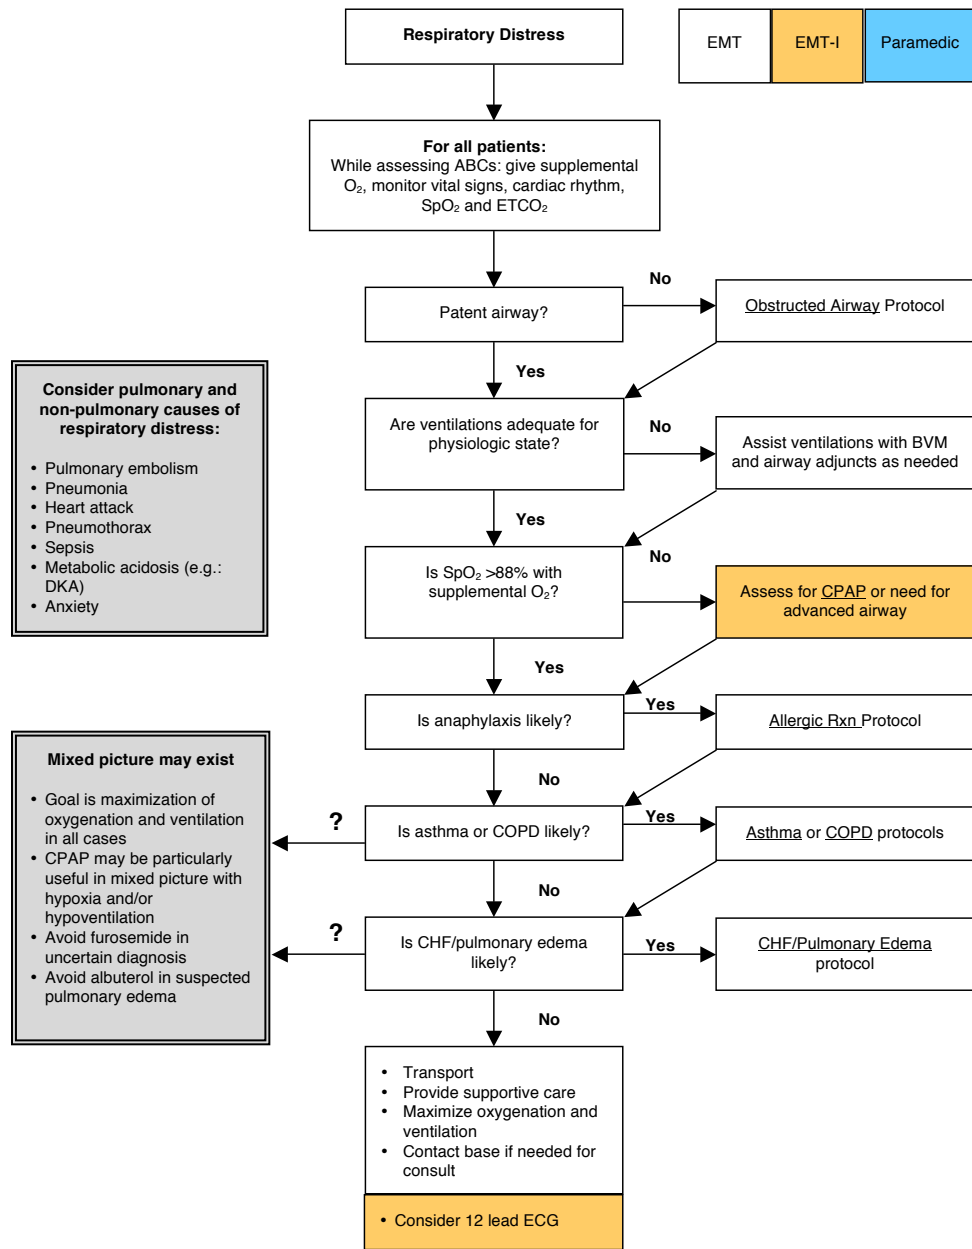 Respiratory Distress
EMT
EMT-I
Paramedic
For all patients:
While assessing ABCs: give supplemental
O₂, monitor vital signs, cardiac rhythm,
SpO₂ and ETCO₂
Patent airway?
No
Obstructed Airway Protocol
Yes
Consider pulmonary and
non-pulmonary causes of
respiratory distress:
• Pulmonary embolism
• Pneumonia
• Heart attack
• Pneumothorax
• Sepsis
• Metabolic acidosis (e.g.:
DKA)
• Anxiety
Are ventilations adequate for
physiologic state?
No
Assist ventilations with BVM
and airway adjuncts as needed
Yes
Is SpO₂ >88% with
supplemental O₂?
No
Assess for CPAP or need for
advanced airway
Yes
Is anaphylaxis likely?
Yes
Allergic Rxn Protocol
No
Mixed picture may exist
• Goal is maximization of
oxygenation and ventilation
in all cases
• CPAP may be particularly
useful in mixed picture with
hypoxia and/or
hypoventilation
• Avoid furosemide in
uncertain diagnosis
• Avoid albuterol in suspected
pulmonary edema
?
Is asthma or COPD likely?
Yes
Asthma or COPD protocols
No
?
Is CHF/pulmonary edema
likely?
Yes
CHF/Pulmonary Edema
protocol
No
• Transport
• Provide supportive care
• Maximize oxygenation and
ventilation
• Contact base if needed for
consult
• Consider 12 lead ECG